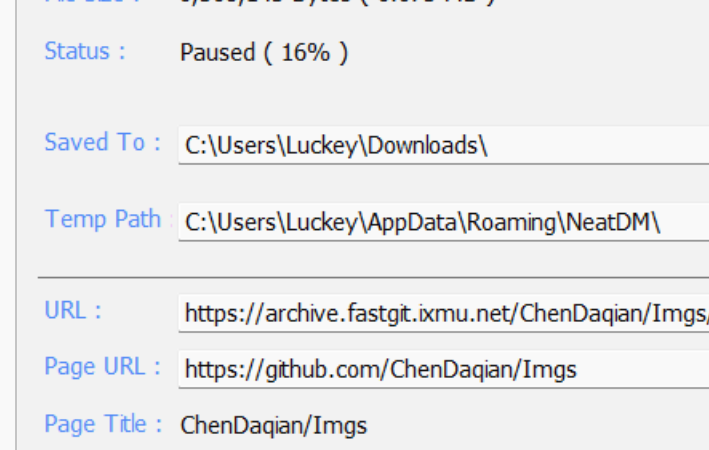 Status : Paused ( 16% )
Saved To : C:\Users\Luckey\Downloads\
Temp Path : C:\Users\Luckey\AppData\Roaming\NeatDM\
URL : https://archive.fastgit.ixmu.net/ChenDaqian/Imgs/
Page URL : https://github.com/ChenDaqian/Imgs
Page Title : ChenDaqian/Imgs